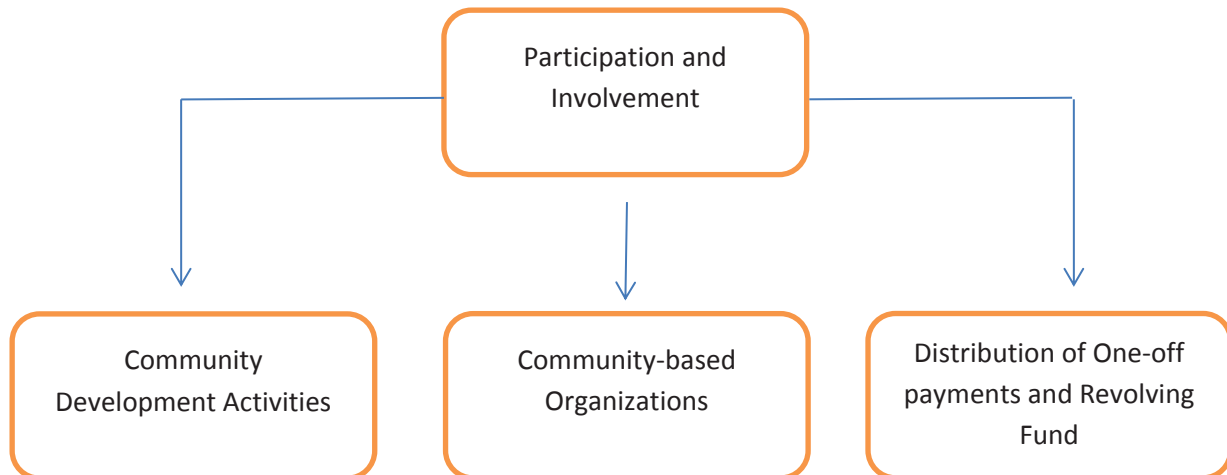 Participation and
Involvement
Community
Development Activities
Community-based
Organizations
Distribution of One-off
payments and Revolving
Fund